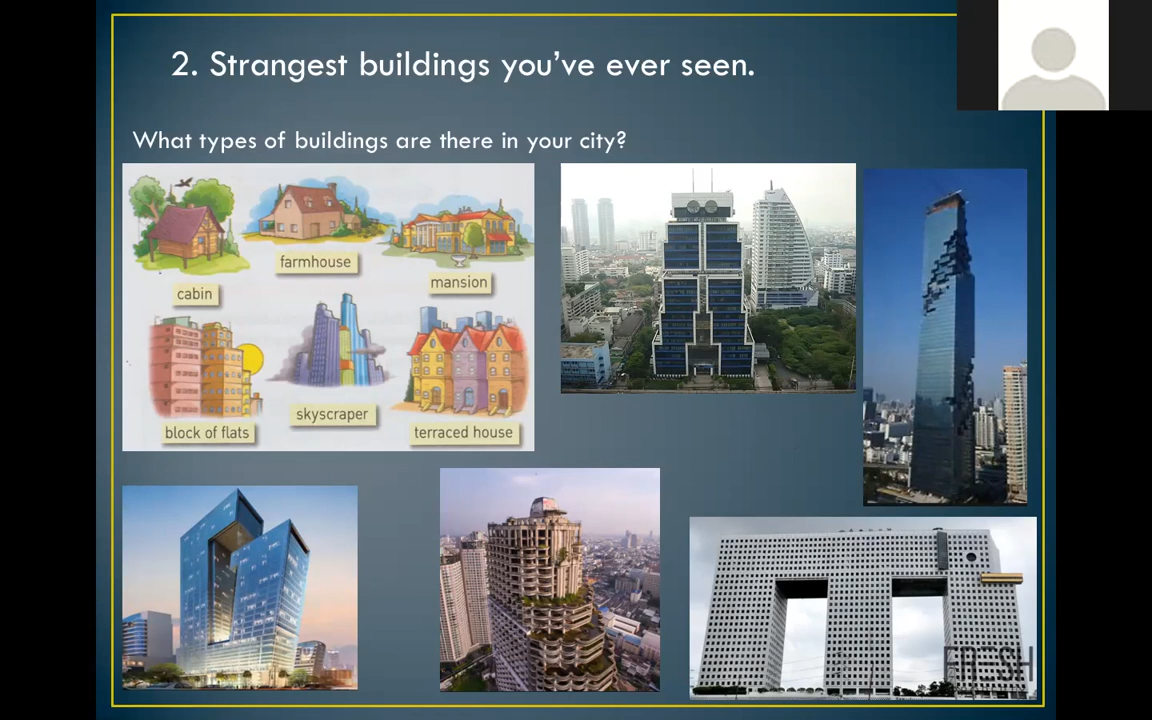 2. Strangest buildings you've ever seen.
What types of buildings are there in your city?
farmhouse
mansion
cabin
skyscraper
block of flats
terraced house
FRESH